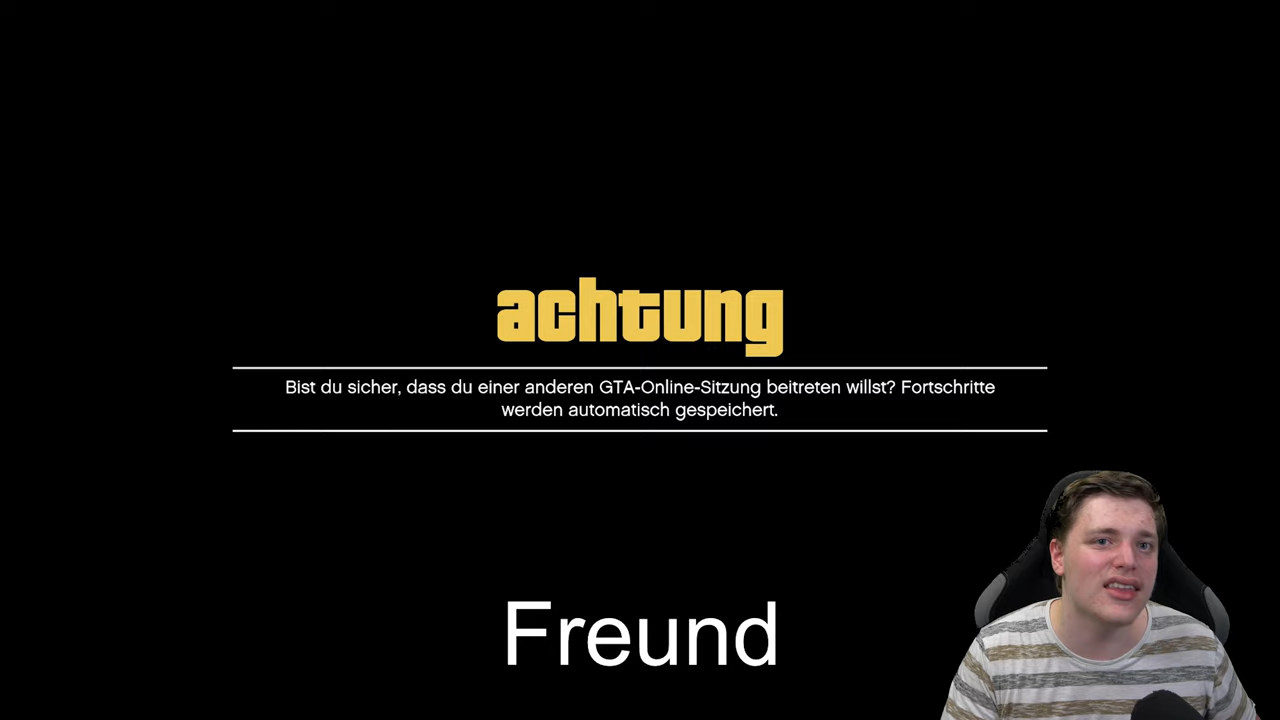 achtung
Bist du sicher, dass du einer anderen GTA-Online-Sitzung beitreten willst? Fortschritte
werden automatisch gespeichert.
Freund